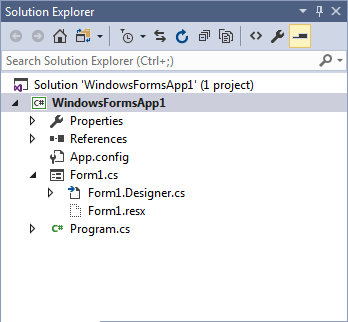 Solution Explorer
Search Solution Explorer (Ctrl+;)
Solution 'WindowsFormsApp1' (1 project)
C# WindowsFormsApp1
Properties
References
App.config
Form1.cs
Form1.Designer.cs
Form1.resx
C# Program.cs